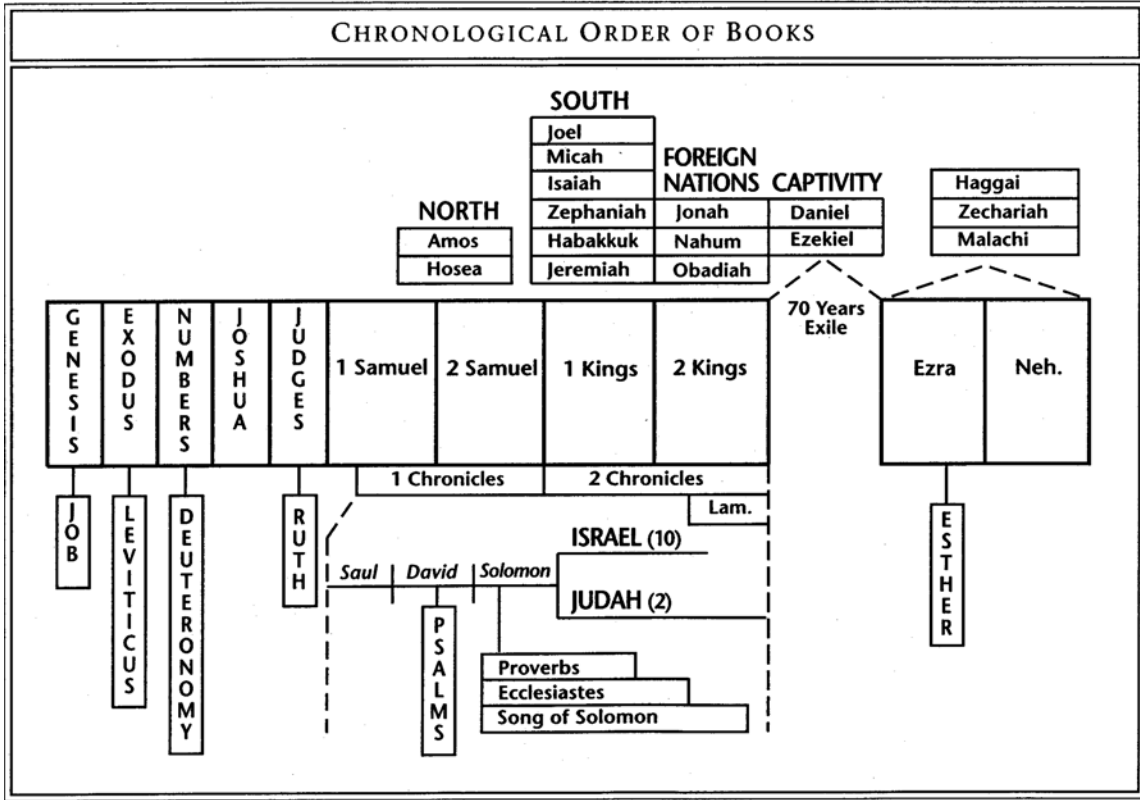 CHRONOLOGICAL ORDER OF BOOKS
SOUTH
Joel
Micah
Isaiah
Zephaniah
Habakkuk
Jeremiah
FOREIGN
NATIONS
Jonah
Nahum
Obadiah
CAPTIVITY
Daniel
Ezekiel
Haggai
Zechariah
Malachi
NORTH
Amos
Hosea
GENESIS
EXODUS
NUMBERS
JOSHUA
JUDGES
1 Samuel
2 Samuel
1 Kings
2 Kings
70 Years
Exile
Ezra
Neh.
1 Chronicles
2 Chronicles
Lam.
JOB
LEVITICUS
DEUTERONOMY
RUTH
ESTHER
Saul
David
Solomon
ISRAEL (10)
JUDAH (2)
PSALMS
Proverbs
Ecclesiastes
Song of Solomon